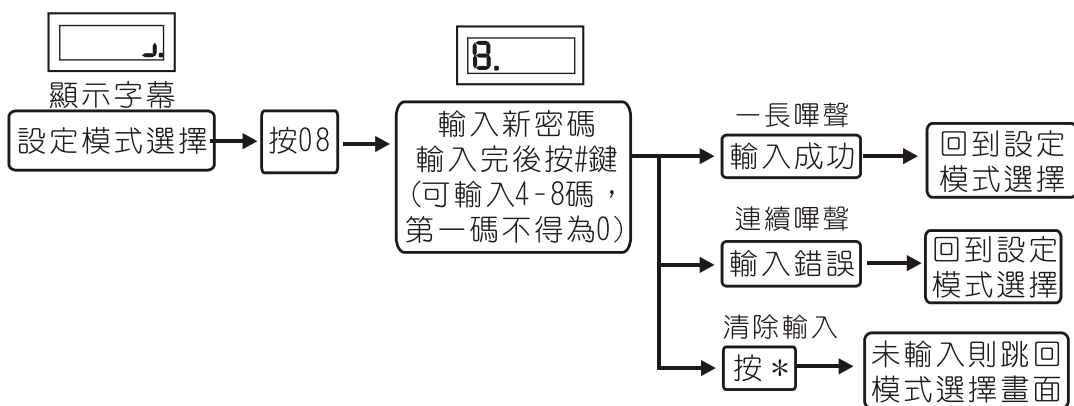 顯示字幕
設定模式選擇
按08
8.
輸入新密碼
輸入完後按#鍵
(可輸入4-8碼，
第一碼不得為0)
一長嗶聲
輸入成功
回到設定
模式選擇
連續嗶聲
輸入錯誤
回到設定
模式選擇
清除輸入
按＊
未輸入則跳回
模式選擇畫面